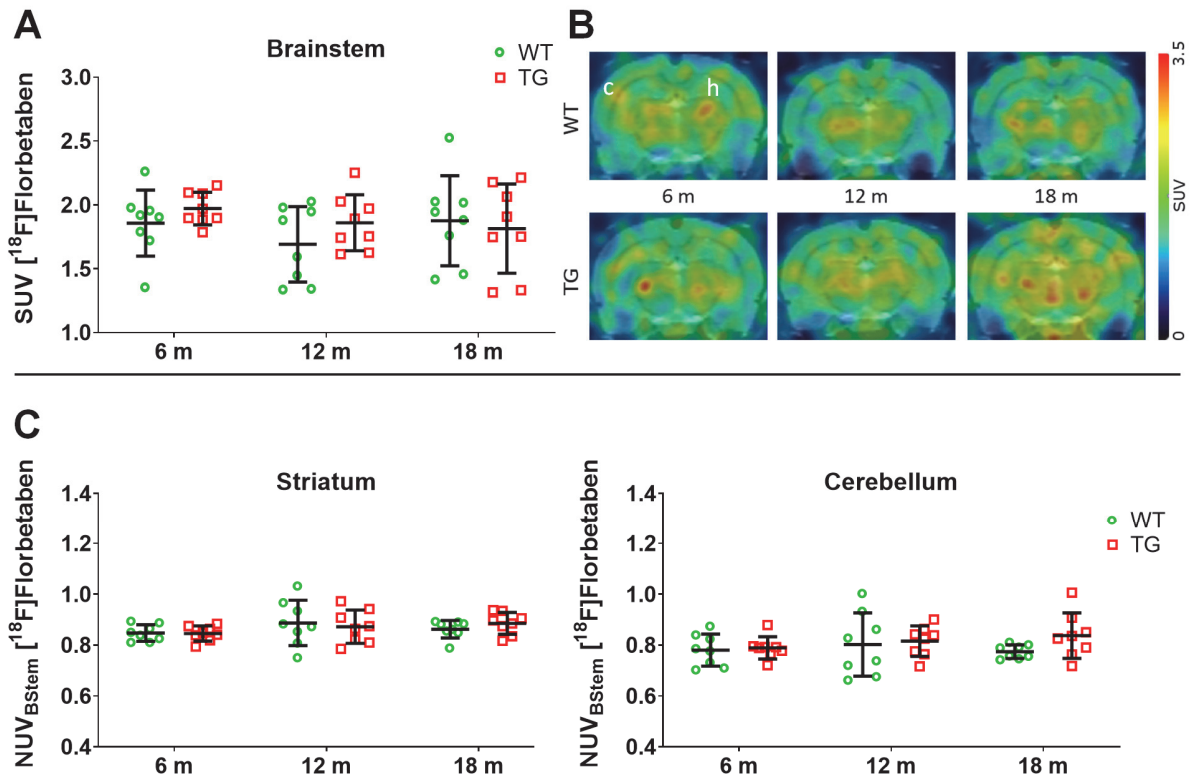 A
Brainstem
WT
TG
SUV [18F]Florbetaben
3.0
2.5
2.0
1.5
1.0
6 m
12 m
18 m
B
c
h
WT
6 m
12 m
18 m
TG
3.5
SUV
0
C
Striatum
NUVBStem [18F]Florbetaben
1.4
1.2
1.0
0.8
0.6
0.4
6 m
12 m
18 m
Cerebellum
NUVBStem [18F]Florbetaben
1.4
1.2
1.0
0.8
0.6
0.4
6 m
12 m
18 m
WT
TG